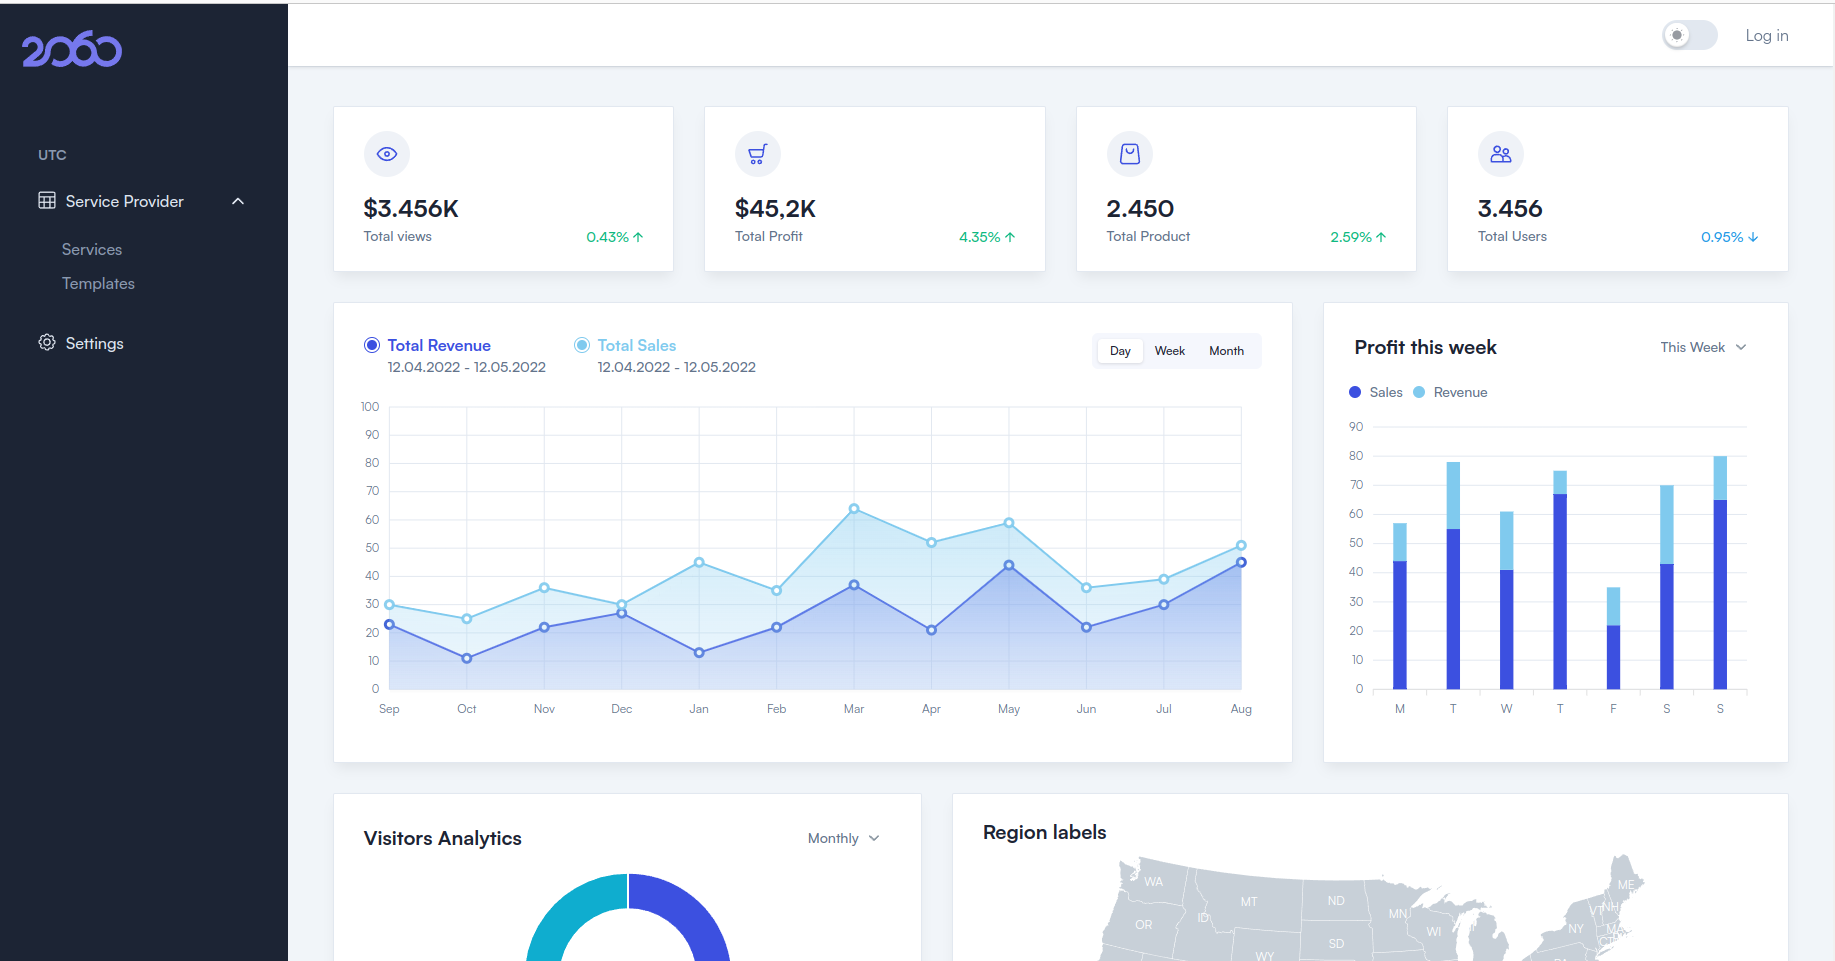 2060
Log in
UTC
Service Provider
Services
Templates
Settings
$3.456K
Total views
0.43%
$45,2K
Total Profit
4.35%
2.450
Total Product
2.59%
3.456
Total Users
0.95%
Total Revenue
12.04.2022 - 12.05.2022
Total Sales
12.04.2022 - 12.05.2022
Day Week Month
100
90
80
70
60
50
40
30
20
10
0
Sep Oct Nov Dec Jan Feb Mar Apr May Jun Jul Aug
Profit this week
This Week
Sales Revenue
90
80
70
60
50
40
30
20
10
0
M T W T F S S
Visitors Analytics
Monthly
Region labels
WA
MT
ND
ME
OR
ID
MN
VT
NH
WI
NY
MA
SD
CT
WY